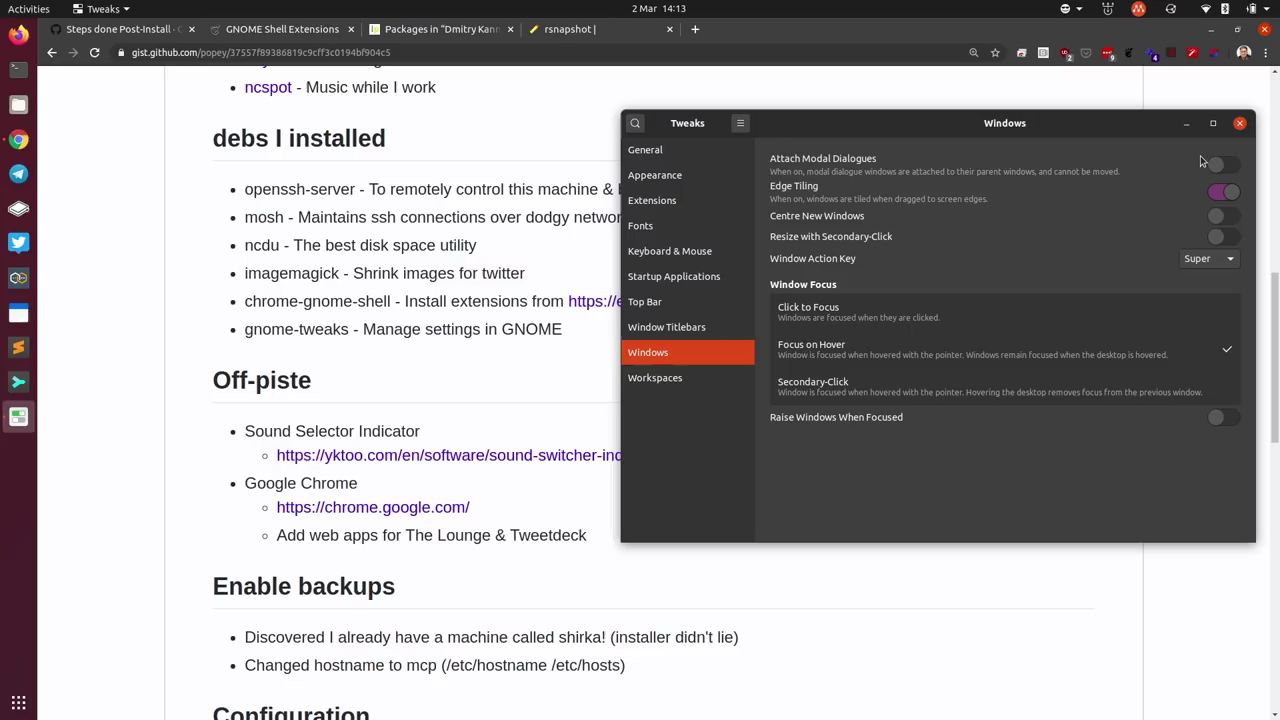 Activities
Tweaks
2 Mar 14:13
Steps done Post-Install - G
GNOME Shell Extensions
Packages in “Dmitry Kann
rsnapshot |
gist.github.com/popey/37557f89386819c9cff3c0194bf904c5
ncspot - Music while I work
debs I installed
openssh-server - To remotely control this machine &
mosh - Maintains ssh connections over dodgy networ
ncdu - The best disk space utility
imagemagick - Shrink images for twitter
chrome-gnome-shell - Install extensions from https://e
gnome-tweaks - Manage settings in GNOME
Off-piste
Sound Selector Indicator
https://yktoo.com/en/software/sound-switcher-ind
Google Chrome
https://chrome.google.com/
Add web apps for The Lounge & Tweetdeck
Enable backups
Discovered I already have a machine called shirka! (installer didn't lie)
Changed hostname to mcp (/etc/hostname /etc/hosts)
Configuration
Tweaks
Windows
General
Appearance
Extensions
Fonts
Keyboard & Mouse
Startup Applications
Top Bar
Window Titlebars
Windows
Workspaces
Attach Modal Dialogues
When on, modal dialogue windows are attached to their parent windows, and cannot be moved.
Edge Tiling
When on, windows are tiled when dragged to screen edges.
Centre New Windows
Resize with Secondary-Click
Window Action Key
Super
Window Focus
Click to Focus
Windows are focused when they are clicked.
Focus on Hover
Window is focused when hovered with the pointer. Windows remain focused when the desktop is hovered.
Secondary-Click
Window is focused when hovered with the pointer. Hovering the desktop removes focus from the previous window.
Raise Windows When Focused